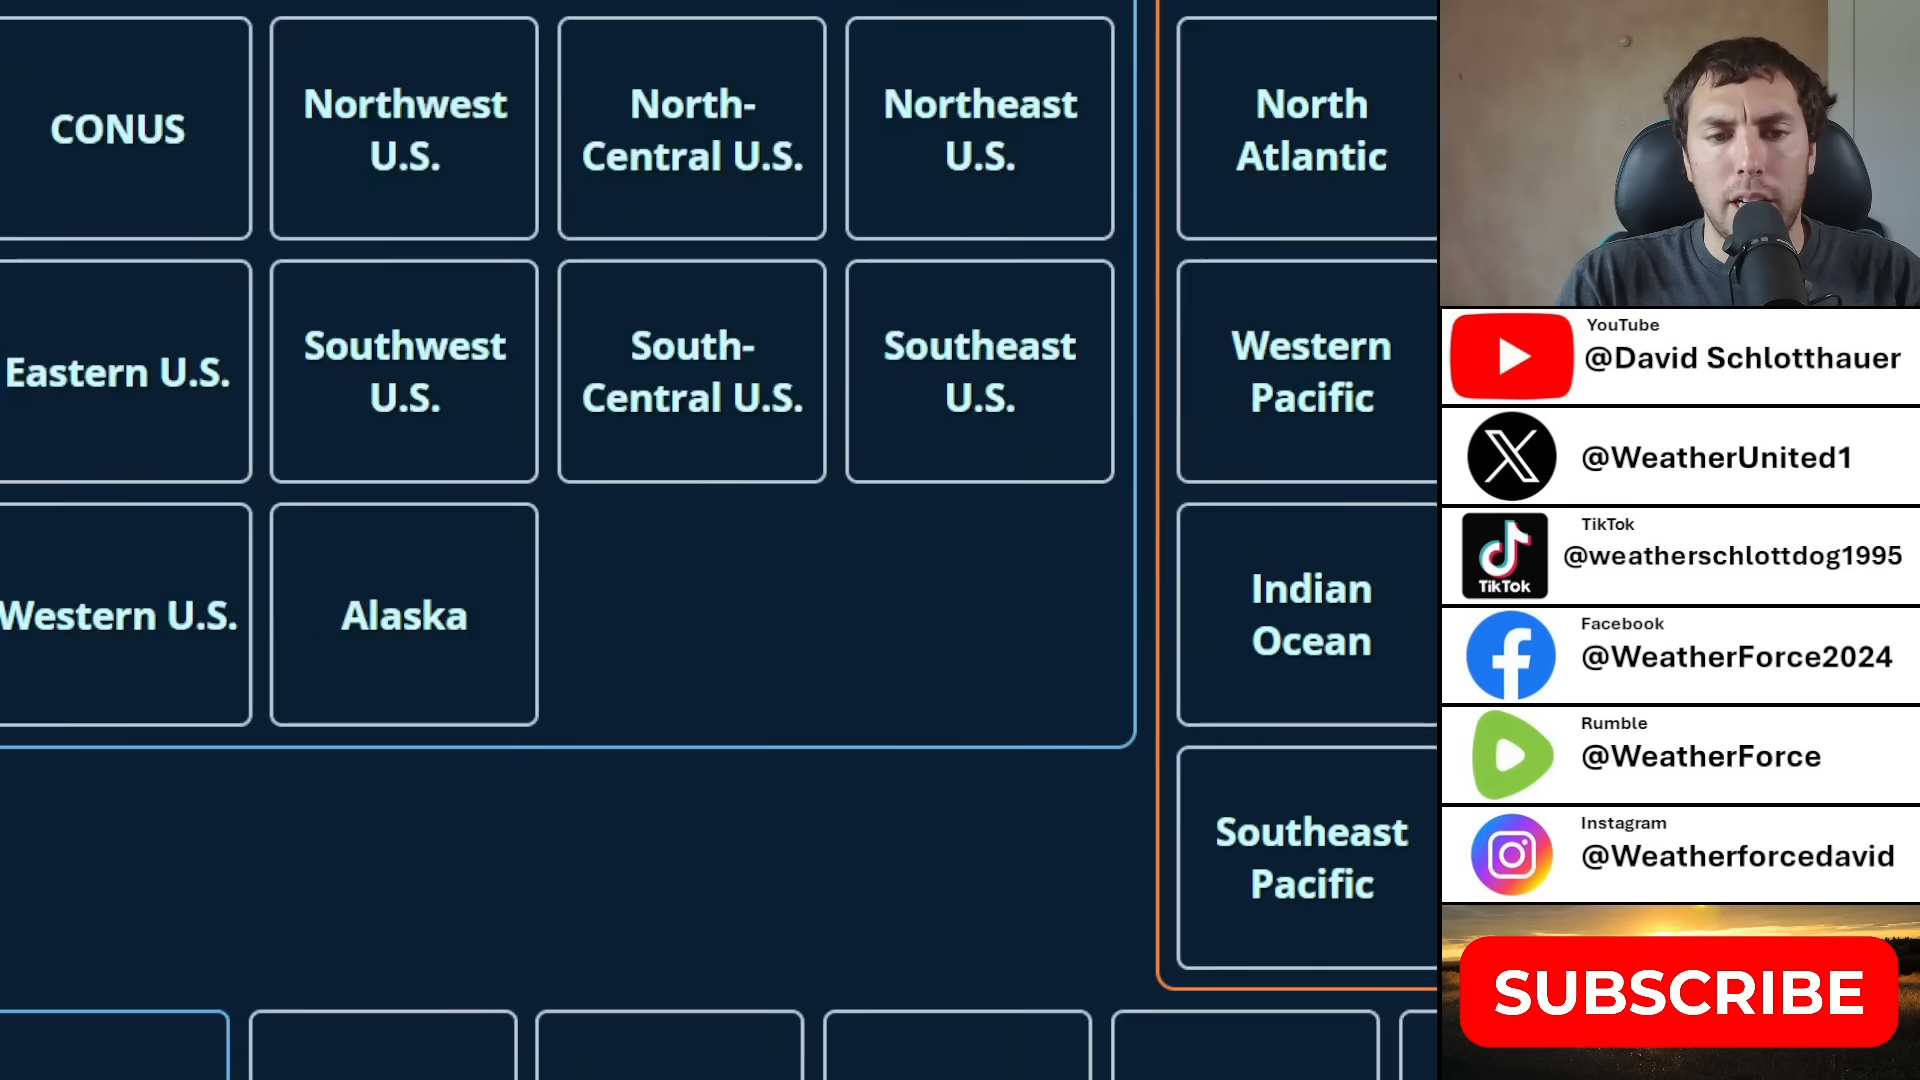 CONUS
Northwest
U.S.
North-
Central U.S.
Northeast
U.S.
North
Atlantic
Eastern U.S.
Southwest
U.S.
South-
Central U.S.
Southeast
U.S.
Western
Pacific
Western U.S.
Alaska
Indian
Ocean
Southeast
Pacific
YouTube
@David Schlotthauer
@WeatherUnited1
TikTok
TikTok
@weatherschlottdog1995
Facebook
@WeatherForce2024
Rumble
@WeatherForce
Instagram
@Weatherforcedavid
SUBSCRIBE